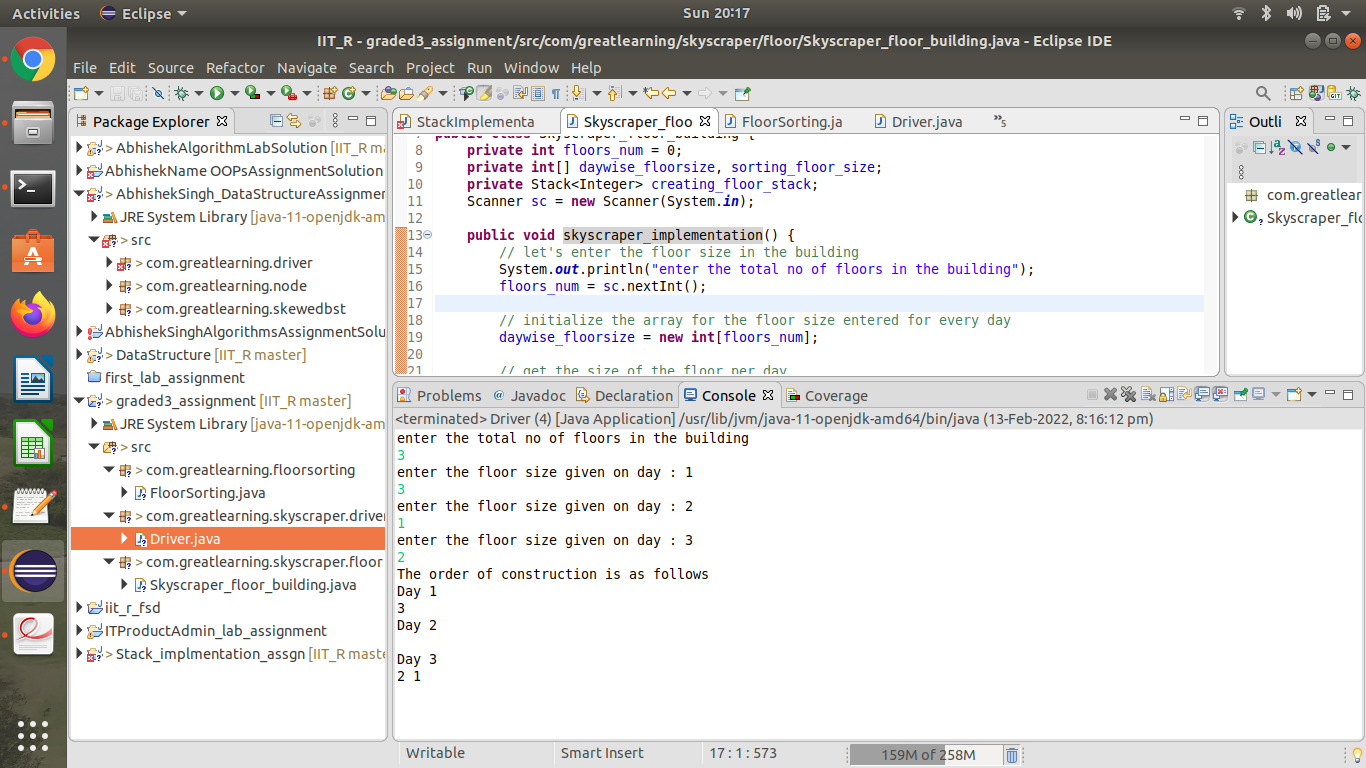 Activities Eclipse Sun 20:17
IIT_R - graded3_assignment/src/com/greatlearning/skyscraper/floor/Skyscraper_floor_building.java - Eclipse IDE
File Edit Source Refactor Navigate Search Project Run Window Help
Package Explorer
> AbhishekAlgorithmLabSolution [IIT_R ma
AbhishekName OOPsAssignmentSolution
> AbhishekSingh_DataStructureAssignmen
JRE System Library [java-11-openjdk-am
> src
> com.greatlearning.driver
> com.greatlearning.node
> com.greatlearning.skewedbst
AbhishekSinghAlgorithmsAssignmentSolu
> DataStructure [IIT_R master]
first_lab_assignment
> graded3_assignment [IIT_R master]
JRE System Library [java-11-openjdk-am
> src
> com.greatlearning.floorsorting
FloorSorting.java
> com.greatlearning.skyscraper.driver
Driver.java
> com.greatlearning.skyscraper.floor
Skyscraper_floor_building.java
iit_r_fsd
ITProductAdmin_lab_assignment
> Stack_implmentation_assgn [IIT_R maste
StackImplementa Skyscraper_floo FloorSorting.ja Driver.java »5
public class Skyscraper_floor_building {
8 private int floors_num = 0;
9 private int[] daywise_floorsize, sorting_floor_size;
10 private Stack<Integer> creating_floor_stack;
11 Scanner sc = new Scanner(System.in);
12
13 public void skyscraper_implementation() {
14 // let's enter the floor size in the building
15 System.out.println("enter the total no of floors in the building");
16 floors_num = sc.nextInt();
17
18 // initialize the array for the floor size entered for every day
19 daywise_floorsize = new int[floors_num];
20
21 // get the size of the floor per day
Outli
com.greatlear
Skyscraper_flo
Problems @ Javadoc Declaration Console Coverage
<terminated> Driver (4) [Java Application] /usr/lib/jvm/java-11-openjdk-amd64/bin/java (13-Feb-2022, 8:16:12 pm)
enter the total no of floors in the building
3
enter the floor size given on day : 1
3
enter the floor size given on day : 2
1
enter the floor size given on day : 3
2
The order of construction is as follows
Day 1
3
Day 2
Day 3
2 1
Writable Smart Insert 17 : 1 : 573 159M of 258M